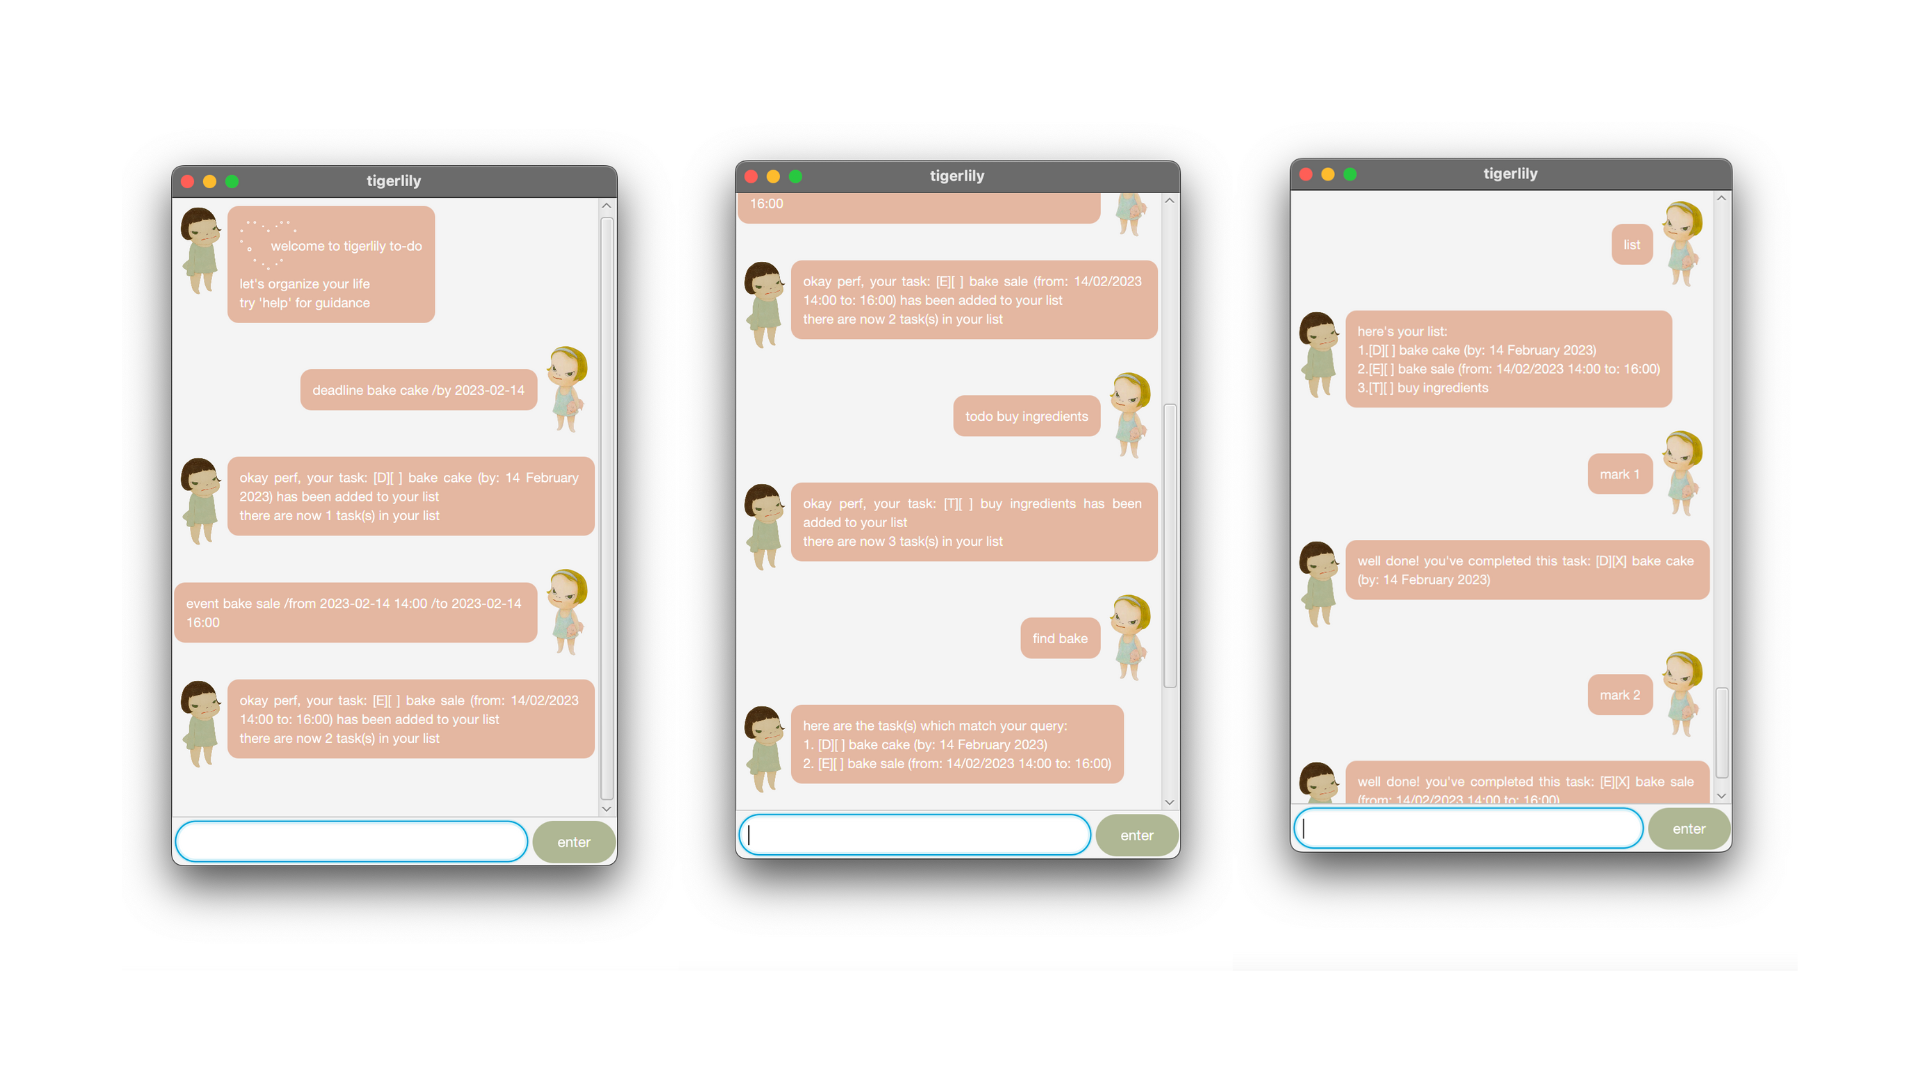 tigerlily
welcome to tigerlily to-do
let's organize your life
try 'help' for guidance
deadline bake cake /by 2023-02-14
okay perf, your task: [D][ ] bake cake (by: 14 February
2023) has been added to your list
there are now 1 task(s) in your list
event bake sale /from 2023-02-14 14:00 /to 2023-02-14
16:00
okay perf, your task: [E][ ] bake sale (from: 14/02/2023
14:00 to: 16:00) has been added to your list
there are now 2 task(s) in your list
enter
tigerlily
16:00
okay perf, your task: [E][ ] bake sale (from: 14/02/2023
14:00 to: 16:00) has been added to your list
there are now 2 task(s) in your list
todo buy ingredients
okay perf, your task: [T][ ] buy ingredients has been
added to your list
there are now 3 task(s) in your list
find bake
here are the task(s) which match your query:
1. [D][ ] bake cake (by: 14 February 2023)
2. [E][ ] bake sale (from: 14/02/2023 14:00 to: 16:00)
enter
tigerlily
list
here's your list:
1.[D][ ] bake cake (by: 14 February 2023)
2.[E][ ] bake sale (from: 14/02/2023 14:00 to: 16:00)
3.[T][ ] buy ingredients
mark 1
well done! you've completed this task: [D][X] bake cake
(by: 14 February 2023)
mark 2
well done! you've completed this task: [E][X] bake sale
(from: 14/02/2023 14:00 to: 16:00)
enter